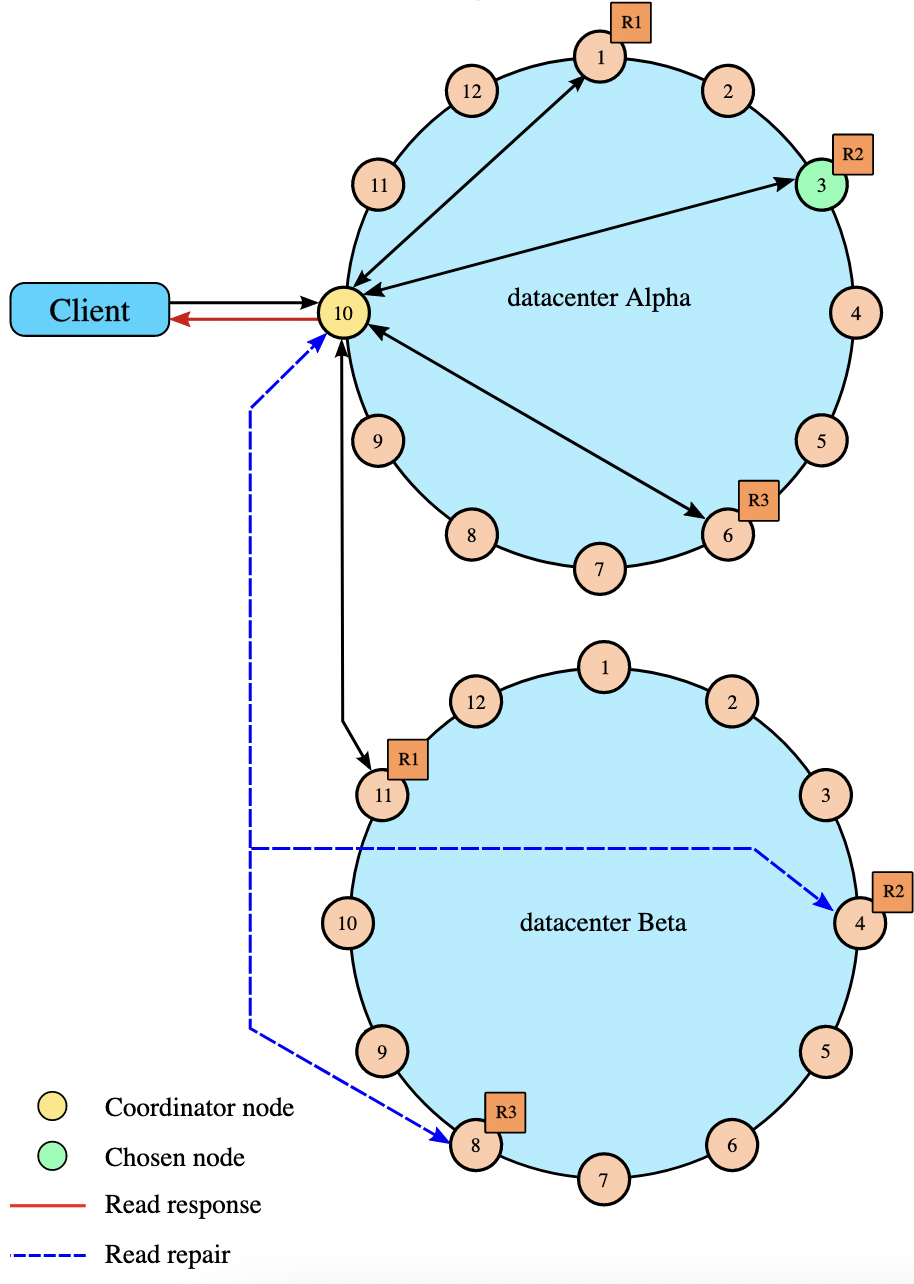 R1
1
12
2
R2
11
3
datacenter Alpha
Client
10
4
9
5
R3
8
6
7
1
12
2
R1
11
3
R2
10
datacenter Beta
4
9
5
R3
Coordinator node
8
6
Chosen node
7
Read response
Read repair